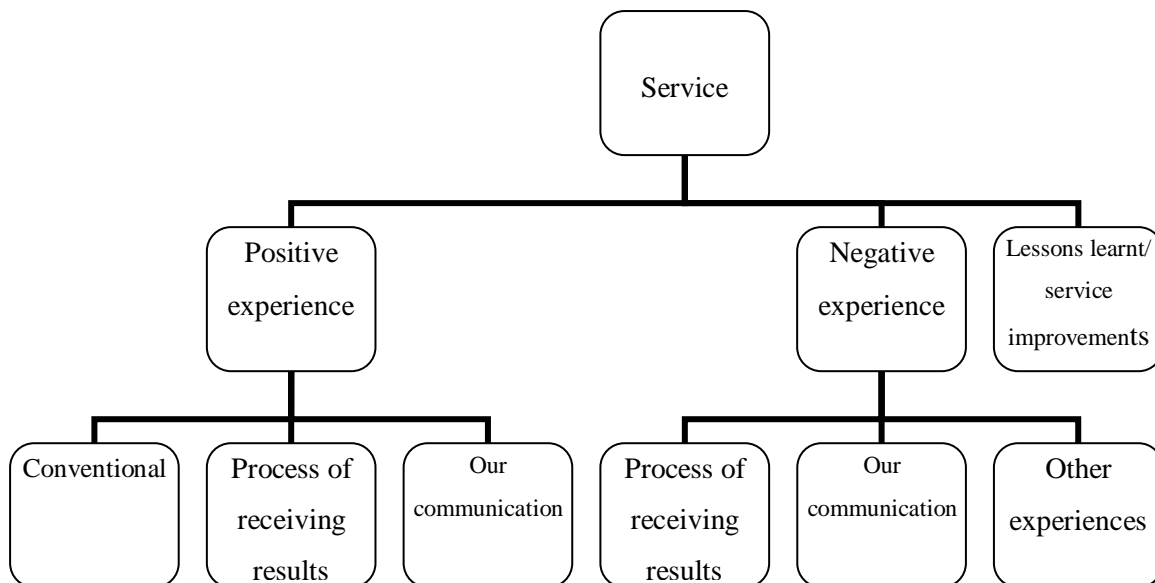 Service
Positive
experience
Negative
experience
Lessons learnt/
service
improvements
Conventional
Process of
receiving
results
Our
communication
Process of
receiving
results
Our
communication
Other
experiences